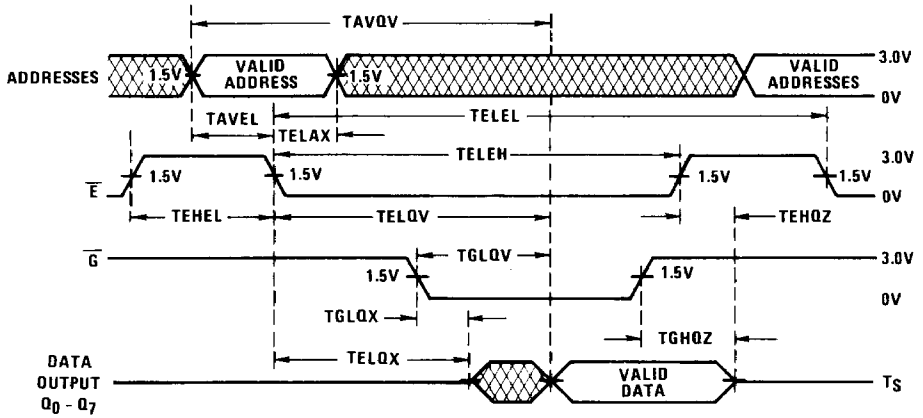 TAVQV
ADDRESSES 1.5V VALID ADDRESS 1.5V VALID ADDRESSES 3.0V 0V
TAVEL TELAX TELEL
TELEH
E 1.5V 1.5V 1.5V 1.5V 3.0V 0V
TEHEL TELQV TEHQZ
G 1.5V TGLQV 1.5V 3.0V 0V
TGLQX TGHQZ
TELQX
DATA OUTPUT Q0 - Q7 VALID DATA TS